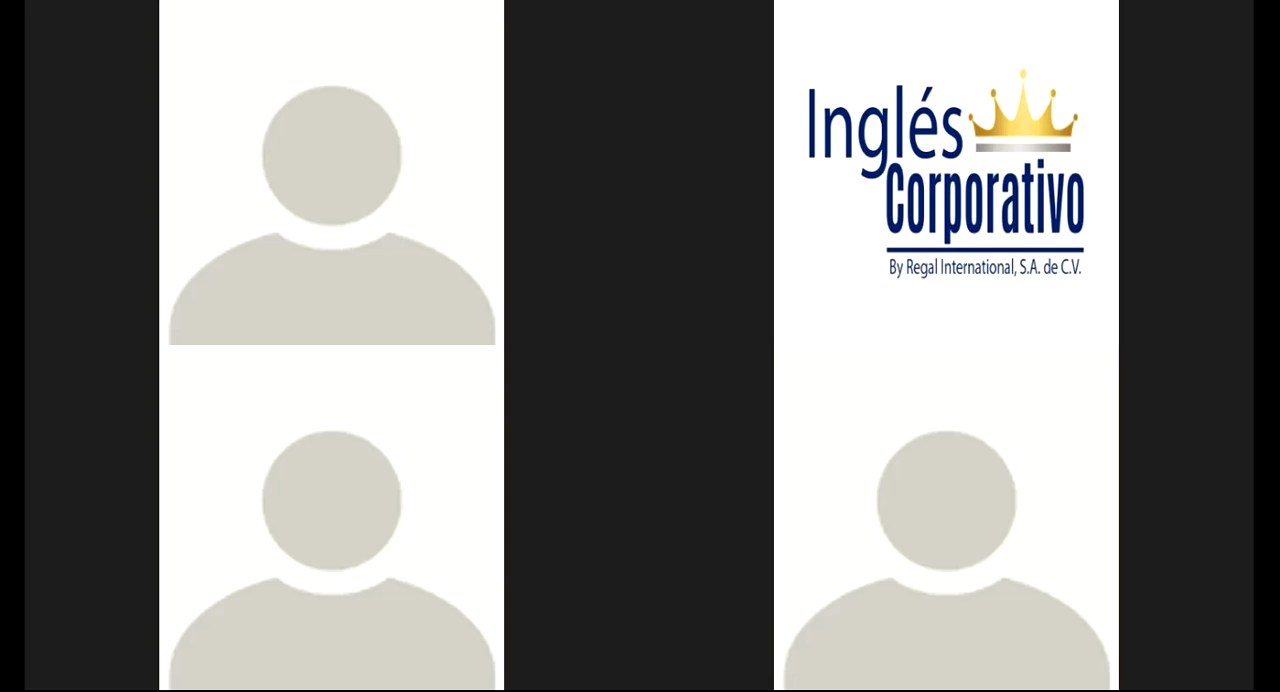 Inglés
Corporativo
By Regal International, S.A. de C.V.